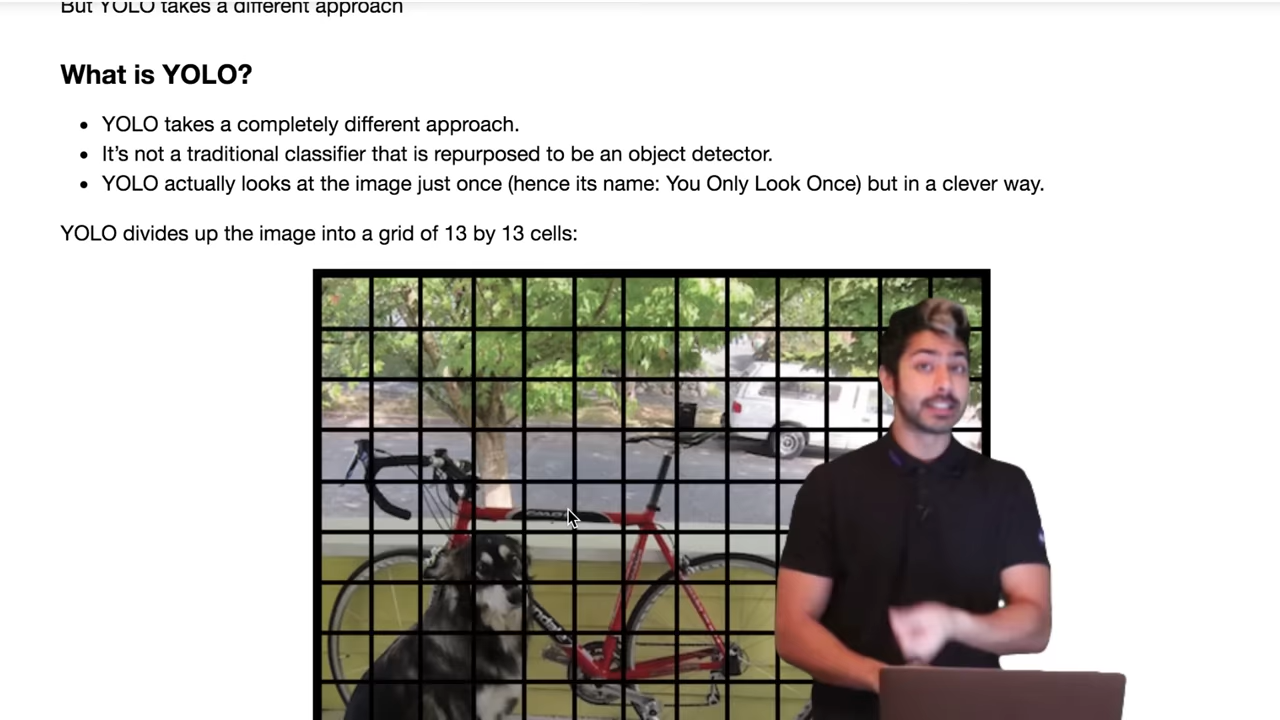 But YOLO takes a different approach
What is YOLO?
• YOLO takes a completely different approach.
• It’s not a traditional classifier that is repurposed to be an object detector.
• YOLO actually looks at the image just once (hence its name: You Only Look Once) but in a clever way.
YOLO divides up the image into a grid of 13 by 13 cells: